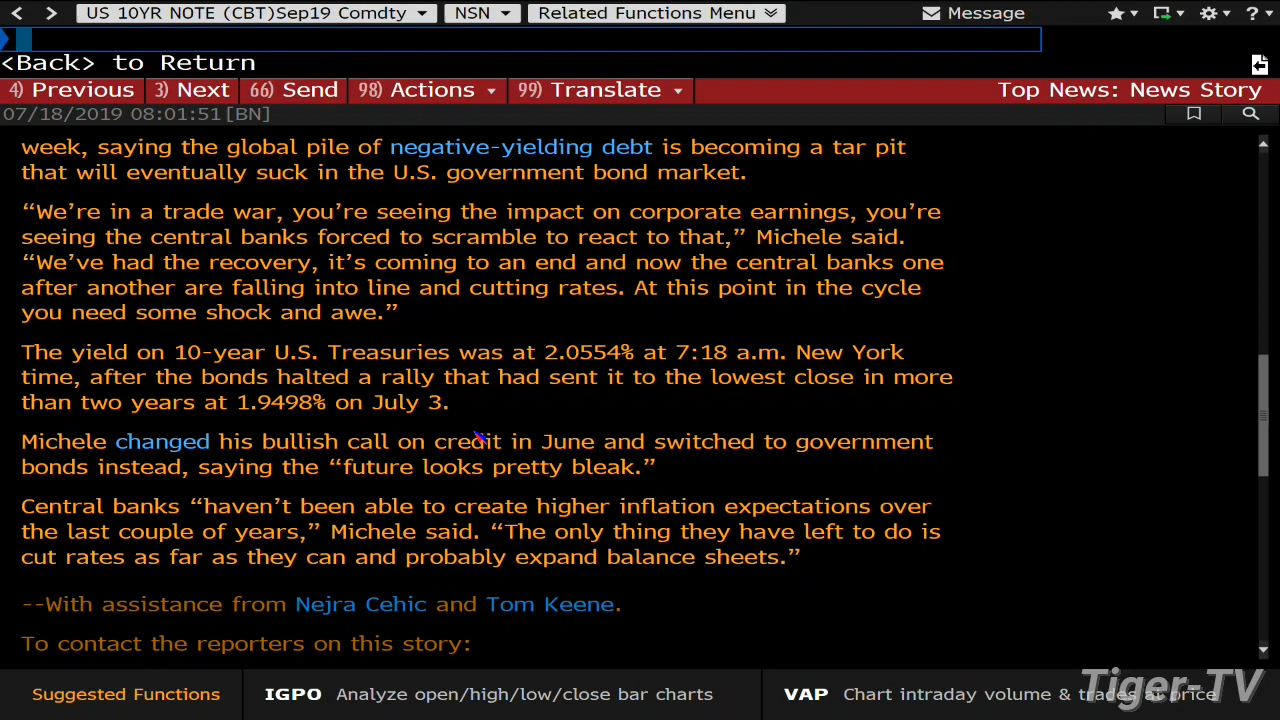 US 10YR NOTE (CBT)Sep19 Comdty NSN Related Functions Menu Message ?
<Back> to Return
4) Previous 3) Next 66) Send 98) Actions 99) Translate Top News: News Story
07/18/2019 08:01:51 [BN]
week, saying the global pile of negative-yielding debt is becoming a tar pit
that will eventually suck in the U.S. government bond market.
“We’re in a trade war, you’re seeing the impact on corporate earnings, you’re
seeing the central banks forced to scramble to react to that,” Michele said.
“We’ve had the recovery, it’s coming to an end and now the central banks one
after another are falling into line and cutting rates. At this point in the cycle
you need some shock and awe.”
The yield on 10-year U.S. Treasuries was at 2.0554% at 7:18 a.m. New York
time, after the bonds halted a rally that had sent it to the lowest close in more
than two years at 1.9498% on July 3.
Michele changed his bullish call on credit in June and switched to government
bonds instead, saying the “future looks pretty bleak.”
Central banks “haven’t been able to create higher inflation expectations over
the last couple of years,” Michele said. “The only thing they have left to do is
cut rates as far as they can and probably expand balance sheets.”
--With assistance from Nejra Cehic and Tom Keene.
To contact the reporters on this story:
Suggested Functions IGPO Analyze open/high/low/close bar charts VAP Chart intraday volume & trades at price
Tiger-TV